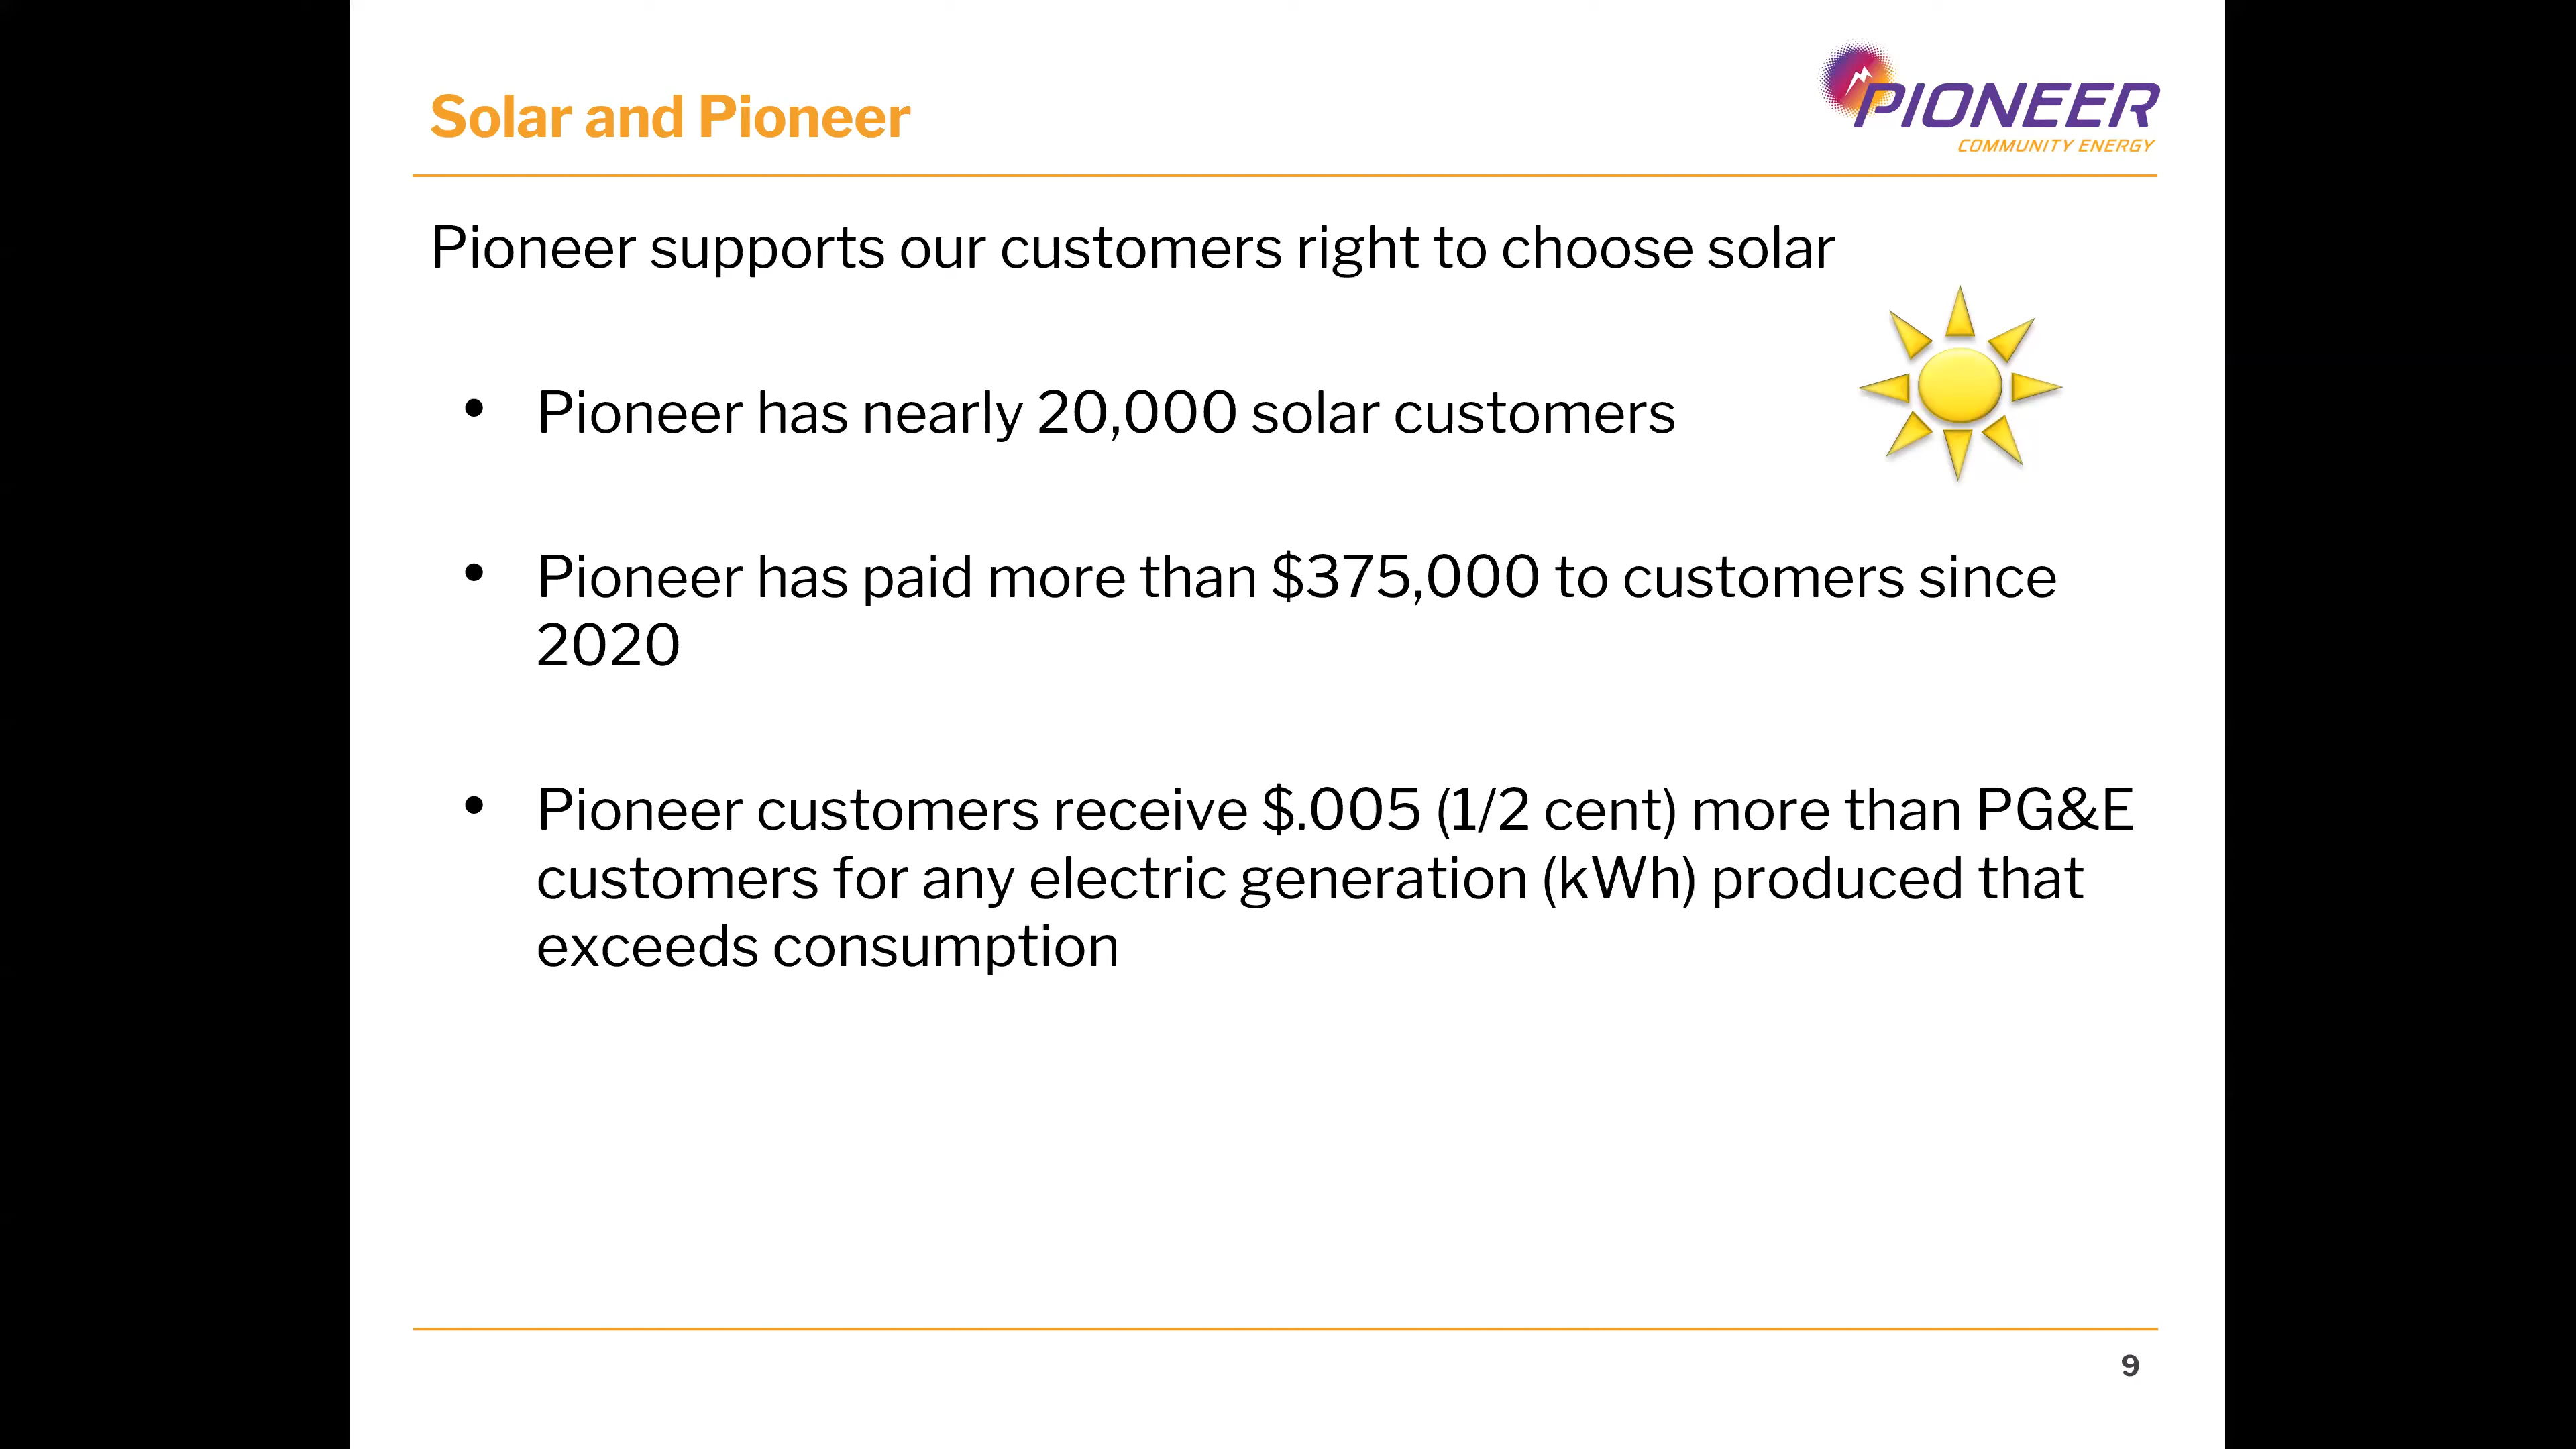 Solar and Pioneer
PIONEER
COMMUNITY ENERGY
Pioneer supports our customers right to choose solar
• Pioneer has nearly 20,000 solar customers
• Pioneer has paid more than $375,000 to customers since
2020
• Pioneer customers receive $.005 (1/2 cent) more than PG&E
customers for any electric generation (kWh) produced that
exceeds consumption
9